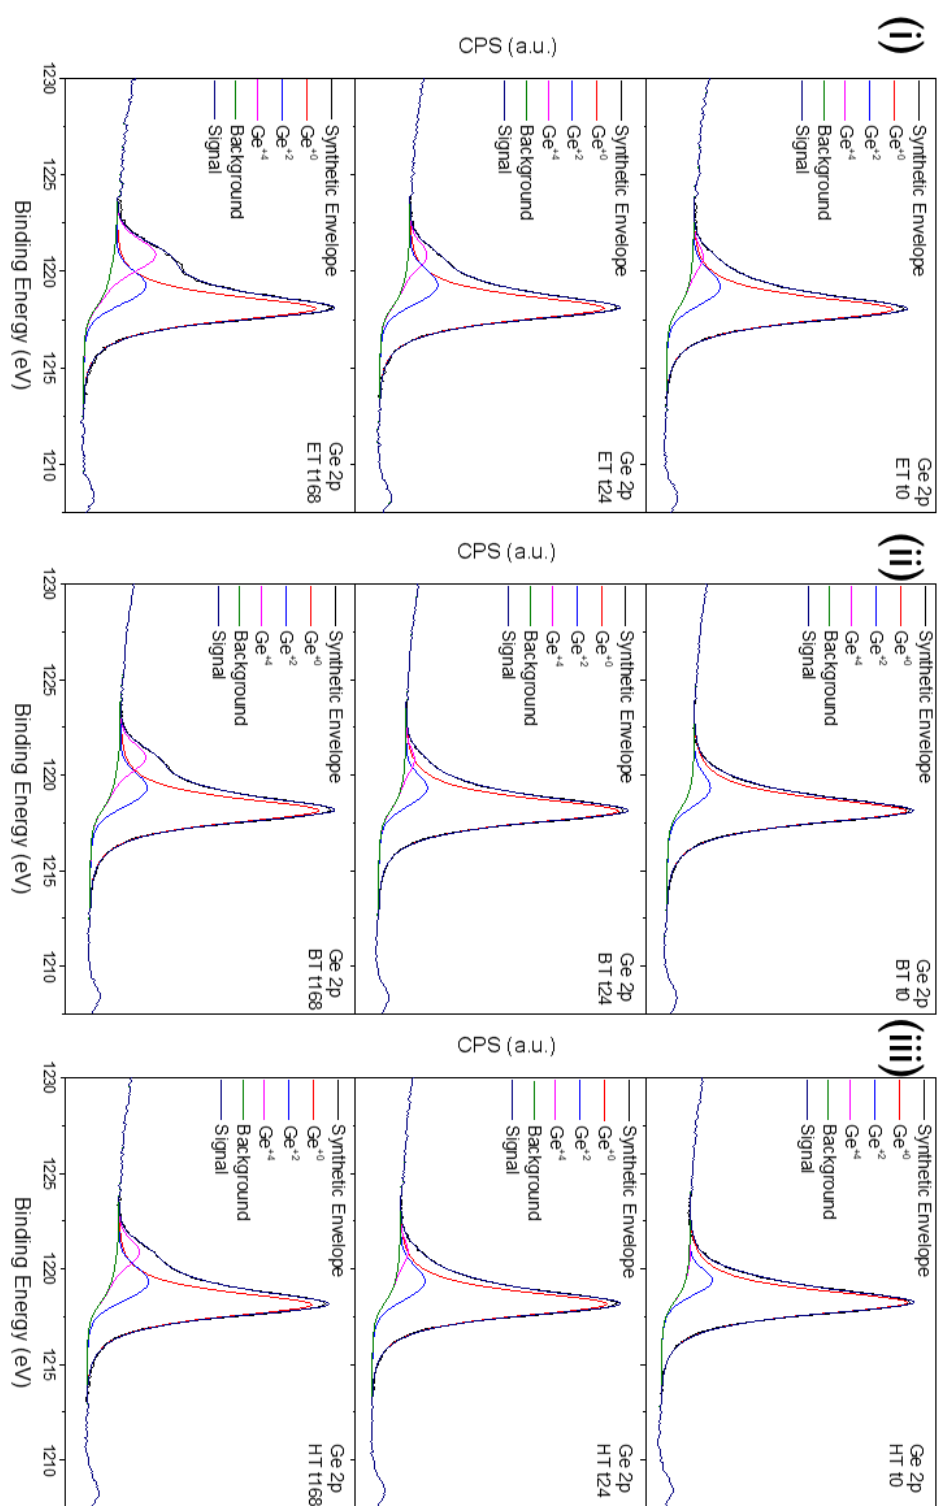 (i)
CPS (a.u.)
Synthetic Envelope
Ge+0
Ge+2
Ge+4
Background
Signal
Ge 2p
ET t0
Synthetic Envelope
Ge+0
Ge+2
Ge+4
Background
Signal
Ge 2p
ET t24
Synthetic Envelope
Ge+0
Ge+2
Ge+4
Background
Signal
Ge 2p
ET t168
1230 1225 1220 1215 1210
Binding Energy (eV)
(ii)
CPS (a.u.)
Synthetic Envelope
Ge+0
Ge+2
Ge+4
Background
Signal
Ge 2p
BT t0
Synthetic Envelope
Ge+0
Ge+2
Ge+4
Background
Signal
Ge 2p
BT t24
Synthetic Envelope
Ge+0
Ge+2
Ge+4
Background
Signal
Ge 2p
BT t168
1230 1225 1220 1215 1210
Binding Energy (eV)
(iii)
CPS (a.u.)
Synthetic Envelope
Ge+0
Ge+2
Ge+4
Background
Signal
Ge 2p
HT t0
Synthetic Envelope
Ge+0
Ge+2
Ge+4
Background
Signal
Ge 2p
HT t24
Synthetic Envelope
Ge+0
Ge+2
Ge+4
Background
Signal
Ge 2p
HT t168
1230 1225 1220 1215 1210
Binding Energy (eV)